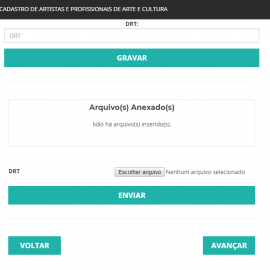 CADASTRO DE ARTISTAS E PROFISSIONAIS DE ARTE E CULTURA
DRT:
DRT
GRAVAR
Arquivo(s) Anexado(s)
Não há arquivo(s) inserido(s).
DRT Escolher arquivo Nenhum arquivo selecionado
ENVIAR
VOLTAR AVANÇAR